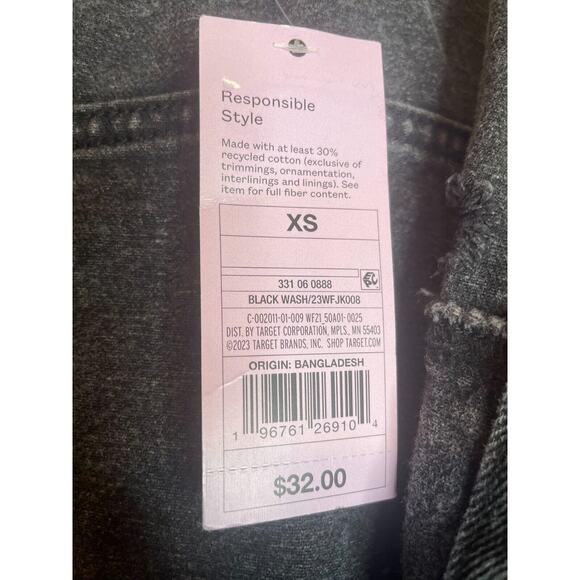 Responsible
Style
Made with at least 30%
recycled cotton (exclusive of
trimmings, ornamentation,
interlinings and linings). See
item for full fiber content.
XS
331 06 0888
BLACK WASH/23WFJK008
C-002011-01-009 WF21_50A01- 0025
DIST. BY TARGET CORPORATION, MPLS., MN 55403
©2023 TARGET BRANDS, INC. SHOP TARGET.COM
ORIGIN: BANGLADESH
1 96761 26910 4
$32.00